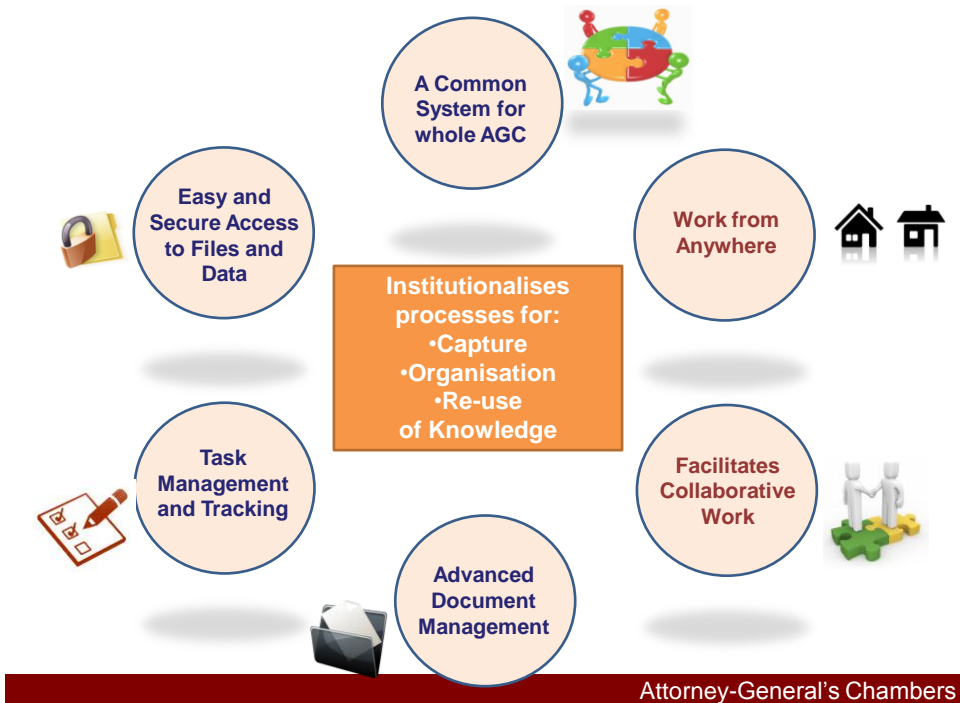 A Common
System for
whole AGC
Easy and
Secure Access
to Files and
Data
Work from
Anywhere
Institutionalises
processes for:
•Capture
•Organisation
•Re-use
of Knowledge
Task
Management
and Tracking
Facilitates
Collaborative
Work
Advanced
Document
Management
Attorney-General's Chambers